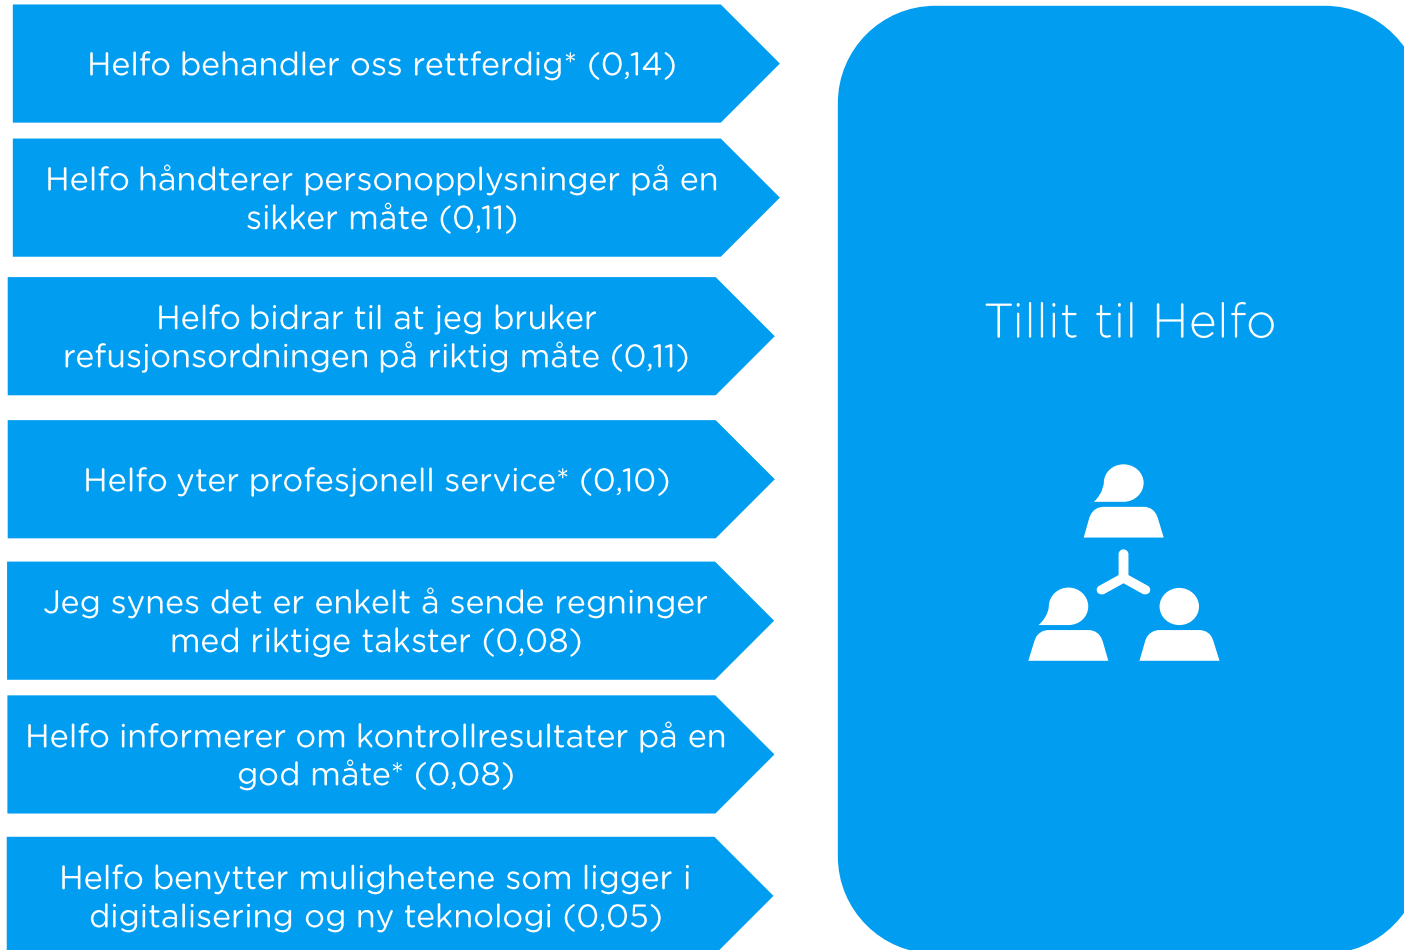 Helfo behandler oss rettferdig* (0,14)
Helfo håndterer personopplysninger på en
sikker måte (0,11)
Helfo bidrar til at jeg bruker
refusjonsordningen på riktig måte (0,11)
Helfo yter profesjonell service* (0,10)
Jeg synes det er enkelt å sende regninger
med riktige takster (0,08)
Helfo informerer om kontrollresultater på en
god måte* (0,08)
Helfo benytter mulighetene som ligger i
digitalisering og ny teknologi (0,05)
Tillit til Helfo